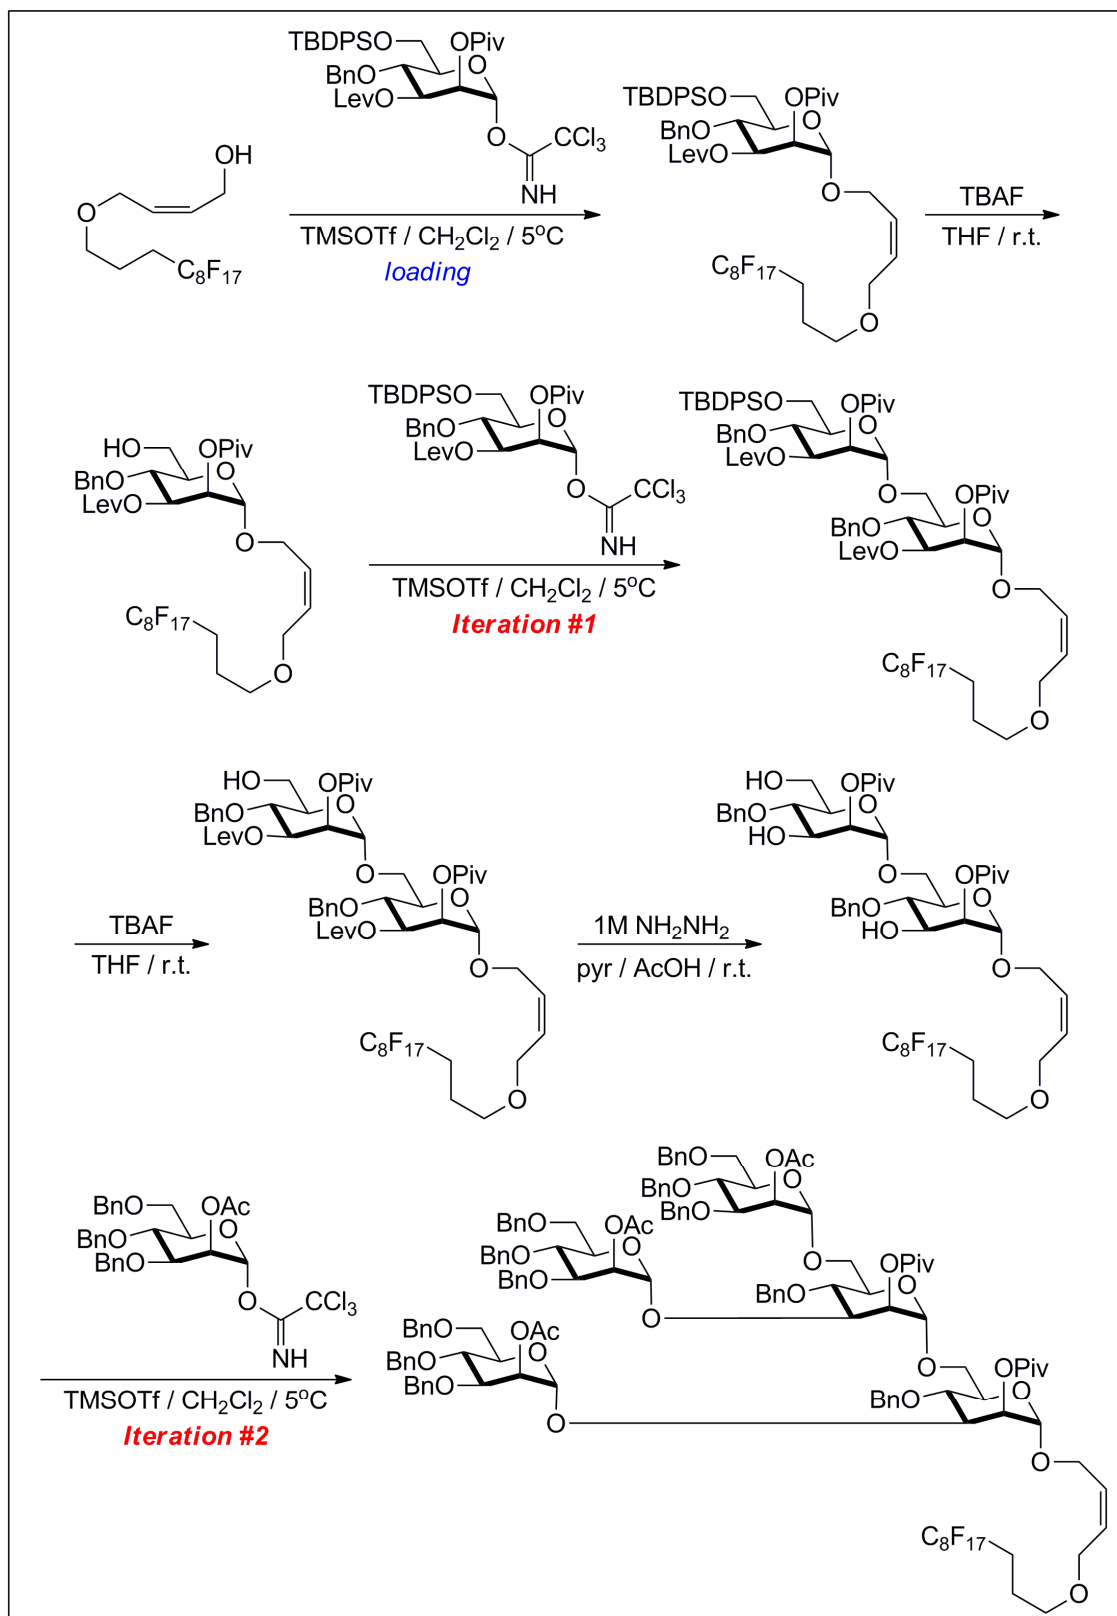 TBDPSO
OPiv
O
BnO
LevO
O
CCl3
NH
OH
O
C8F17
TMSOTf / CH2Cl2 / 5oC
loading
TBDPSO
OPiv
O
BnO
LevO
O
C8F17
O
TBAF
THF / r.t.
HO
OPiv
O
BnO
LevO
O
C8F17
O
TBDPSO
OPiv
O
BnO
LevO
O
CCl3
NH
TMSOTf / CH2Cl2 / 5oC
Iteration #1
TBDPSO
OPiv
O
BnO
LevO
O
OPiv
O
BnO
LevO
O
C8F17
O
TBAF
THF / r.t.
HO
OPiv
O
BnO
LevO
O
OPiv
O
BnO
LevO
O
C8F17
O
1M NH2NH2
pyr / AcOH / r.t.
HO
OPiv
O
BnO
HO
O
OPiv
O
BnO
HO
O
C8F17
O
BnO
OAc
O
BnO
BnO
O
CCl3
NH
TMSOTf / CH2Cl2 / 5oC
Iteration #2
BnO
OAc
O
BnO
BnO
O
BnO
OAc
O
BnO
BnO
O
OPiv
O
BnO
O
BnO
OAc
O
BnO
BnO
O
OPiv
O
BnO
O
C8F17
O